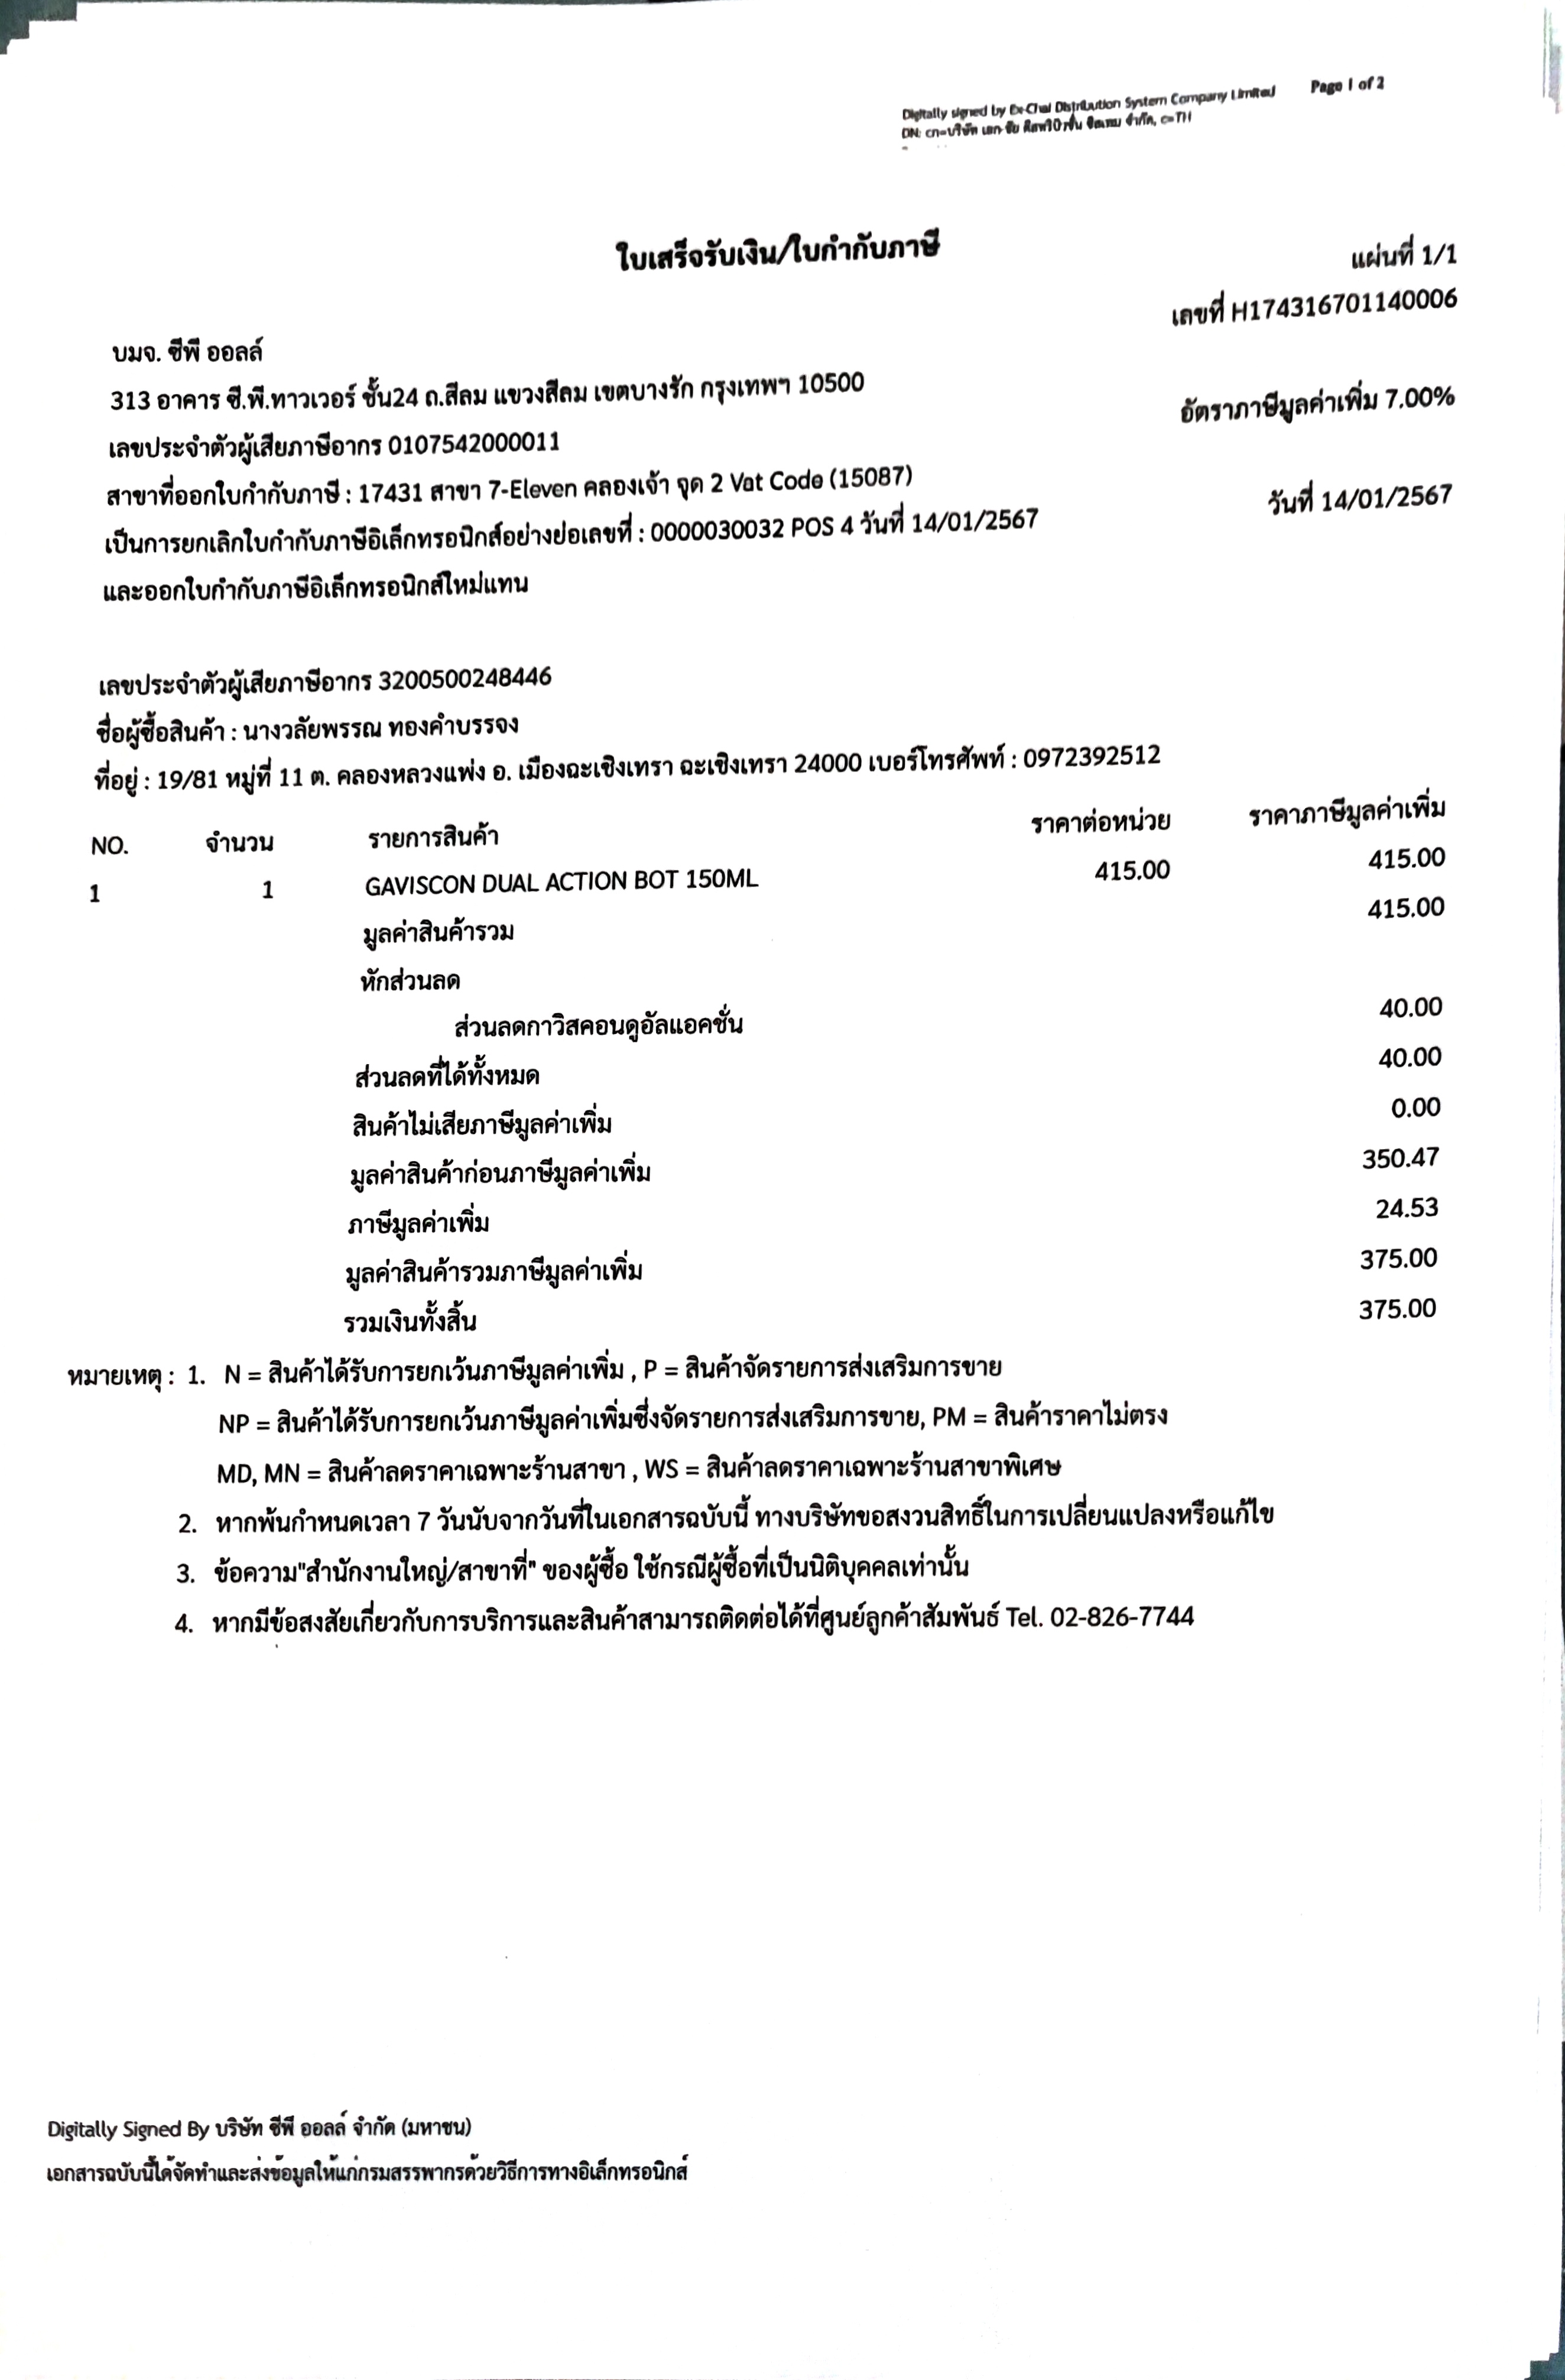 Digitally signed by Ek-Chai Distribution System Company Limited Page 1 of 2
DN: cn=บริษัท เอก-ชัย ดิสทริบิวชั่น ซิสเทม จำกัด, c=TH
ใบเสร็จรับเงิน/ใบกำกับภาษี
แผ่นที่ 1/1
เลขที่ H174316701140006
บมจ. ซีพี ออลล์
313 อาคาร ซี.พี.ทาวเวอร์ ชั้น24 ถ.สีลม แขวงสีลม เขตบางรัก กรุงเทพฯ 10500
อัตราภาษีมูลค่าเพิ่ม 7.00%
เลขประจำตัวผู้เสียภาษีอากร 0107542000011
สาขาที่ออกใบกำกับภาษี : 17431 สาขา 7-Eleven คลองเจ้า จุด 2 Vat Code (15087)
วันที่ 14/01/2567
เป็นการยกเลิกใบกำกับภาษีอิเล็กทรอนิกส์อย่างย่อเลขที่ : 0000030032 POS 4 วันที่ 14/01/2567
และออกใบกำกับภาษีอิเล็กทรอนิกส์ใหม่แทน
เลขประจำตัวผู้เสียภาษีอากร 3200500248446
ชื่อผู้ซื้อสินค้า : นางวลัยพรรณ ทองคำบรรจง
ที่อยู่ : 19/81 หมู่ที่ 11 ต. คลองหลวงแพ่ง อ. เมืองฉะเชิงเทรา ฉะเชิงเทรา 24000 เบอร์โทรศัพท์ : 0972392512
NO. จำนวน รายการสินค้า ราคาต่อหน่วย ราคาภาษีมูลค่าเพิ่ม
1 1 GAVISCON DUAL ACTION BOT 150ML 415.00 415.00
มูลค่าสินค้ารวม 415.00
หักส่วนลด
ส่วนลดกาวิสคอนดูอัลแอคชั่น 40.00
ส่วนลดที่ได้ทั้งหมด 40.00
สินค้าไม่เสียภาษีมูลค่าเพิ่ม 0.00
มูลค่าสินค้าก่อนภาษีมูลค่าเพิ่ม 350.47
ภาษีมูลค่าเพิ่ม 24.53
มูลค่าสินค้ารวมภาษีมูลค่าเพิ่ม 375.00
รวมเงินทั้งสิ้น 375.00
หมายเหตุ : 1. N = สินค้าได้รับการยกเว้นภาษีมูลค่าเพิ่ม , P = สินค้าจัดรายการส่งเสริมการขาย
NP = สินค้าได้รับการยกเว้นภาษีมูลค่าเพิ่มซึ่งจัดรายการส่งเสริมการขาย, PM = สินค้าราคาไม่ตรง
MD, MN = สินค้าลดราคาเฉพาะร้านสาขา , WS = สินค้าลดราคาเฉพาะร้านสาขาพิเศษ
2. หากพ้นกำหนดเวลา 7 วันนับจากวันที่ในเอกสารฉบับนี้ ทางบริษัทขอสงวนสิทธิ์ในการเปลี่ยนแปลงหรือแก้ไข
3. ข้อความ"สำนักงานใหญ่/สาขาที่" ของผู้ซื้อ ใช้กรณีผู้ซื้อที่เป็นนิติบุคคลเท่านั้น
4. หากมีข้อสงสัยเกี่ยวกับการบริการและสินค้าสามารถติดต่อได้ที่ศูนย์ลูกค้าสัมพันธ์ Tel. 02-826-7744
Digitally Signed By บริษัท ซีพี ออลล์ จำกัด (มหาชน)
เอกสารฉบับนี้ได้จัดทำและส่งข้อมูลให้แก่กรมสรรพากรด้วยวิธีการทางอิเล็กทรอนิกส์